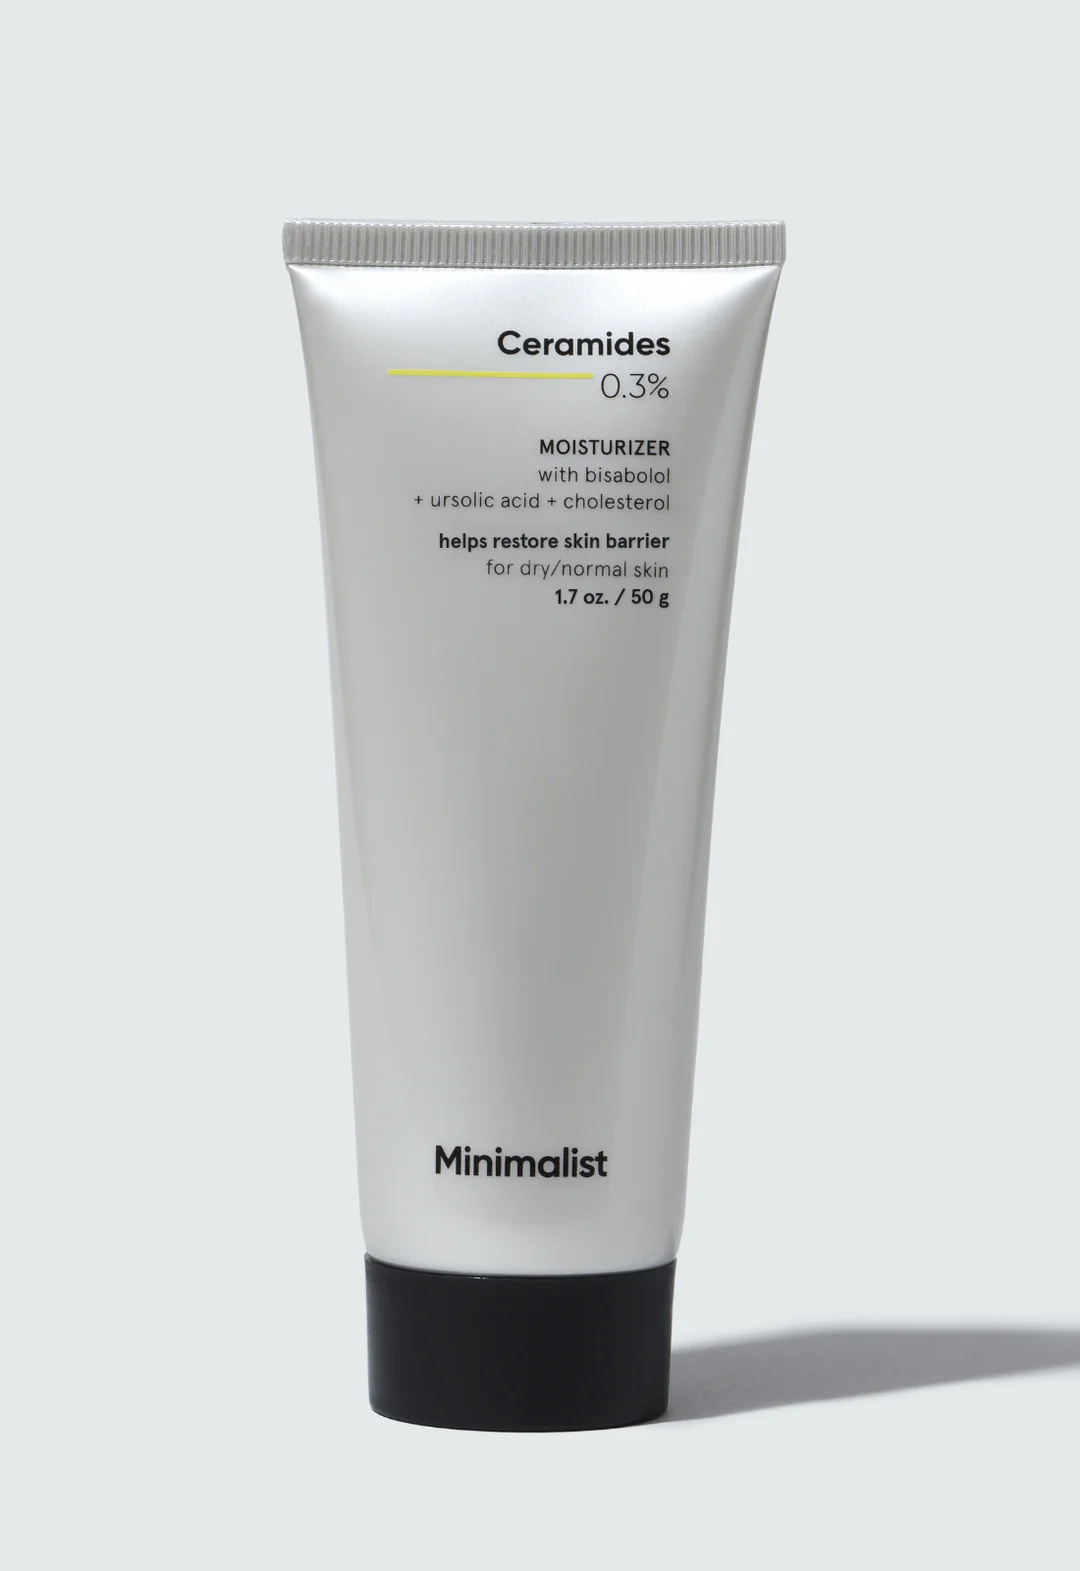 Ceramides
0.3%
MOISTURIZER
with bisabolol
+ ursolic acid + cholesterol
helps restore skin barrier
for dry/normal skin
1.7 oz. / 50 g
Minimalist